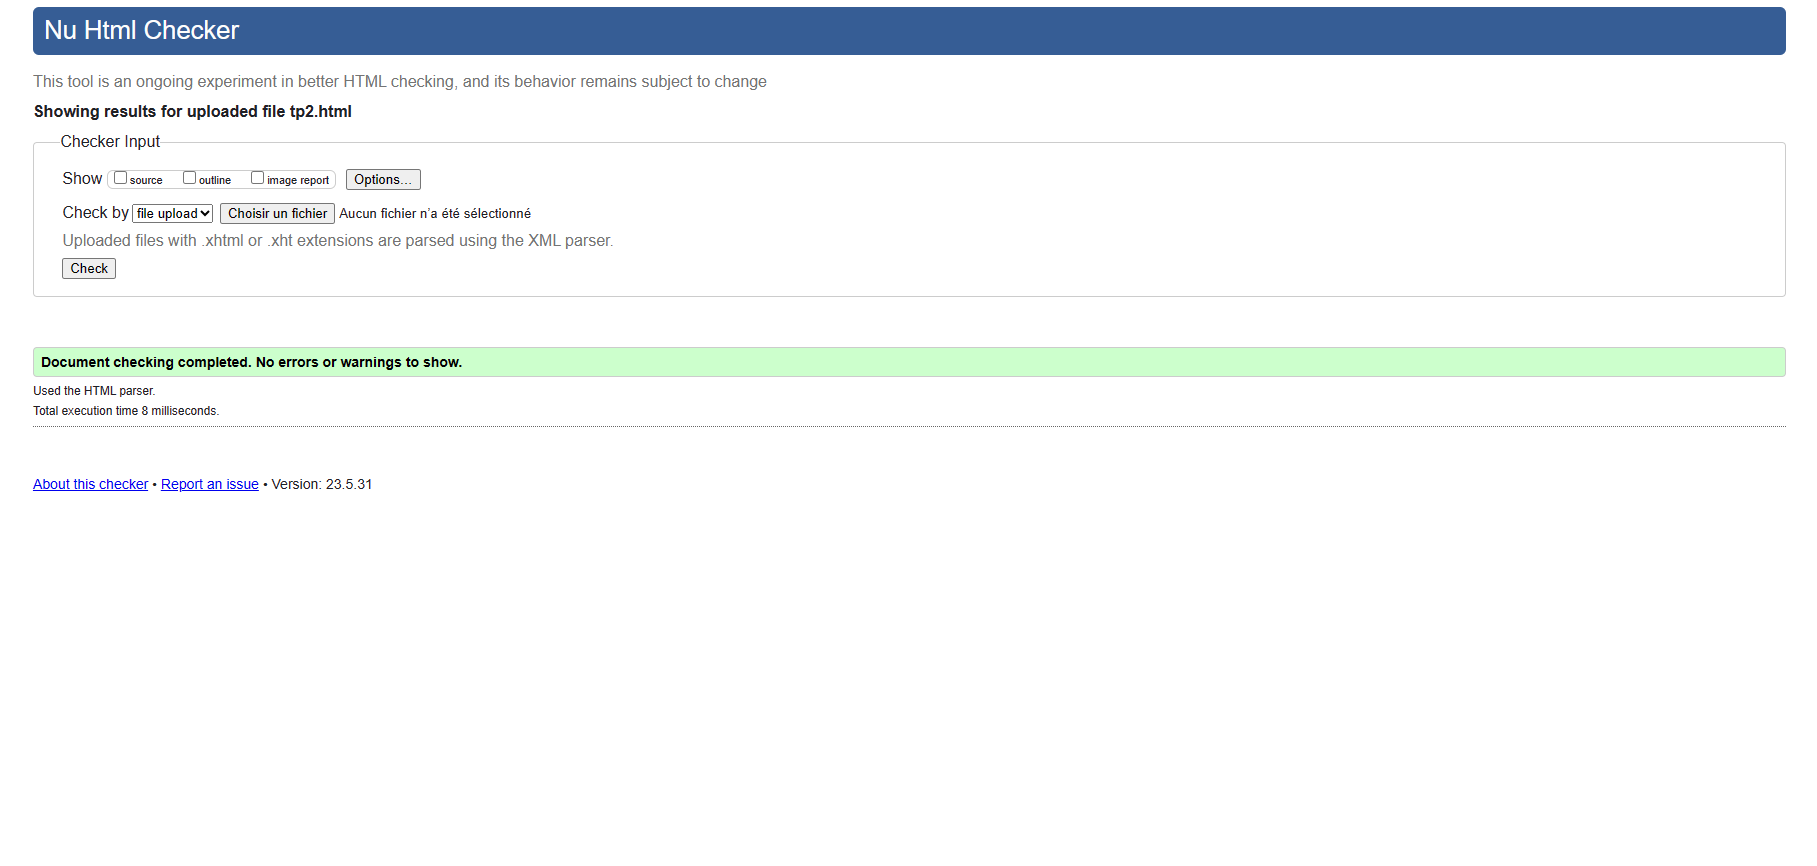 Nu Html Checker
This tool is an ongoing experiment in better HTML checking, and its behavior remains subject to change
Showing results for uploaded file tp2.html
Checker Input
Show source outline image report Options...
Check by file upload Choisir un fichier Aucun fichier n’a été sélectionné
Uploaded files with .xhtml or .xht extensions are parsed using the XML parser.
Check
Document checking completed. No errors or warnings to show.
Used the HTML parser.
Total execution time 8 milliseconds.
About this checker • Report an issue • Version: 23.5.31